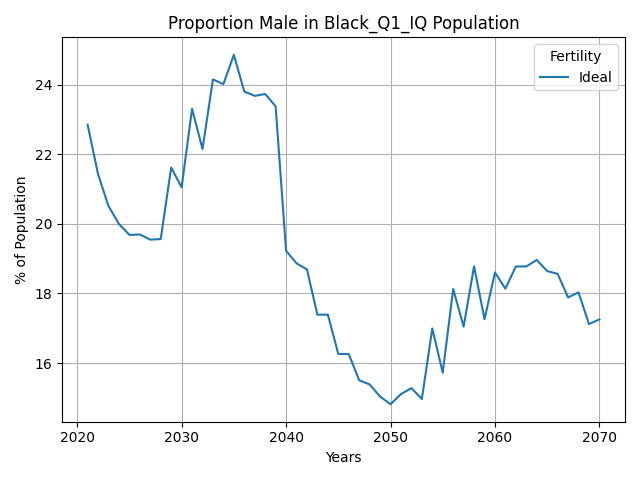 Proportion Male in Black_Q1_IQ Population
Fertility
Ideal
% of Population
24
22
20
18
16
2020
2030
2040
2050
2060
2070
Years